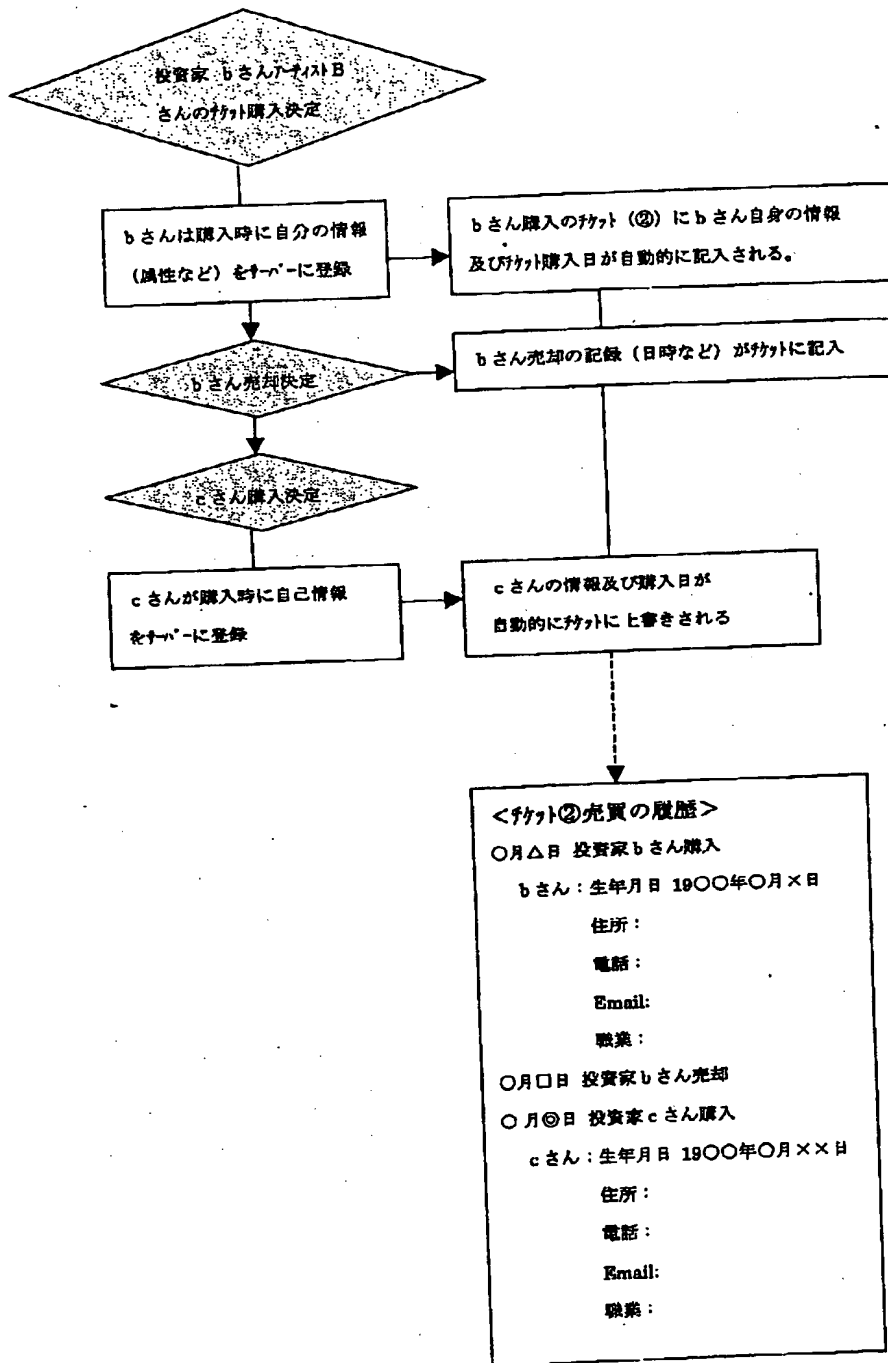 投資家 bさんｱｰﾃｨｽﾄB
さんのﾁｹｯﾄ購入決定
bさんは購入時に自分の情報
(属性など)をｻｰﾊﾞｰに登録
bさん購入のﾁｹｯﾄ(②)にbさん自身の情報
及びﾁｹｯﾄ購入日が自動的に記入される。
bさん売却決定
bさん売却の記録(日時など)がﾁｹｯﾄに記入
cさん購入決定
cさんが購入時に自己情報
をｻｰﾊﾞｰに登録
cさんの情報及び購入日が
自動的にﾁｹｯﾄに上書きされる
<ﾁｹｯﾄ②売買の履歴>
○月△日 投資家bさん購入
bさん:生年月日 19○○年○月×日
住所:
電話:
Email:
職業:
○月□日 投資家bさん売却
○月◎日 投資家cさん購入
cさん:生年月日 19○○年○月××日
住所:
電話:
Email:
職業: